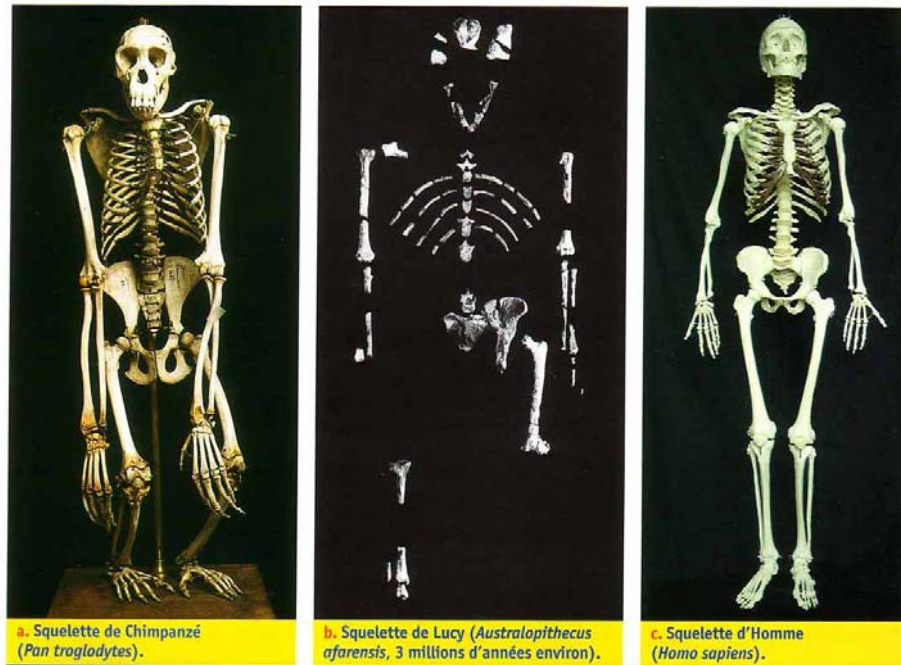 a. Squelette de Chimpanzé
(Pan troglodytes).
b. Squelette de Lucy (Australopithecus
afarensis, 3 millions d'années environ).
c. Squelette d'Homme
(Homo sapiens).